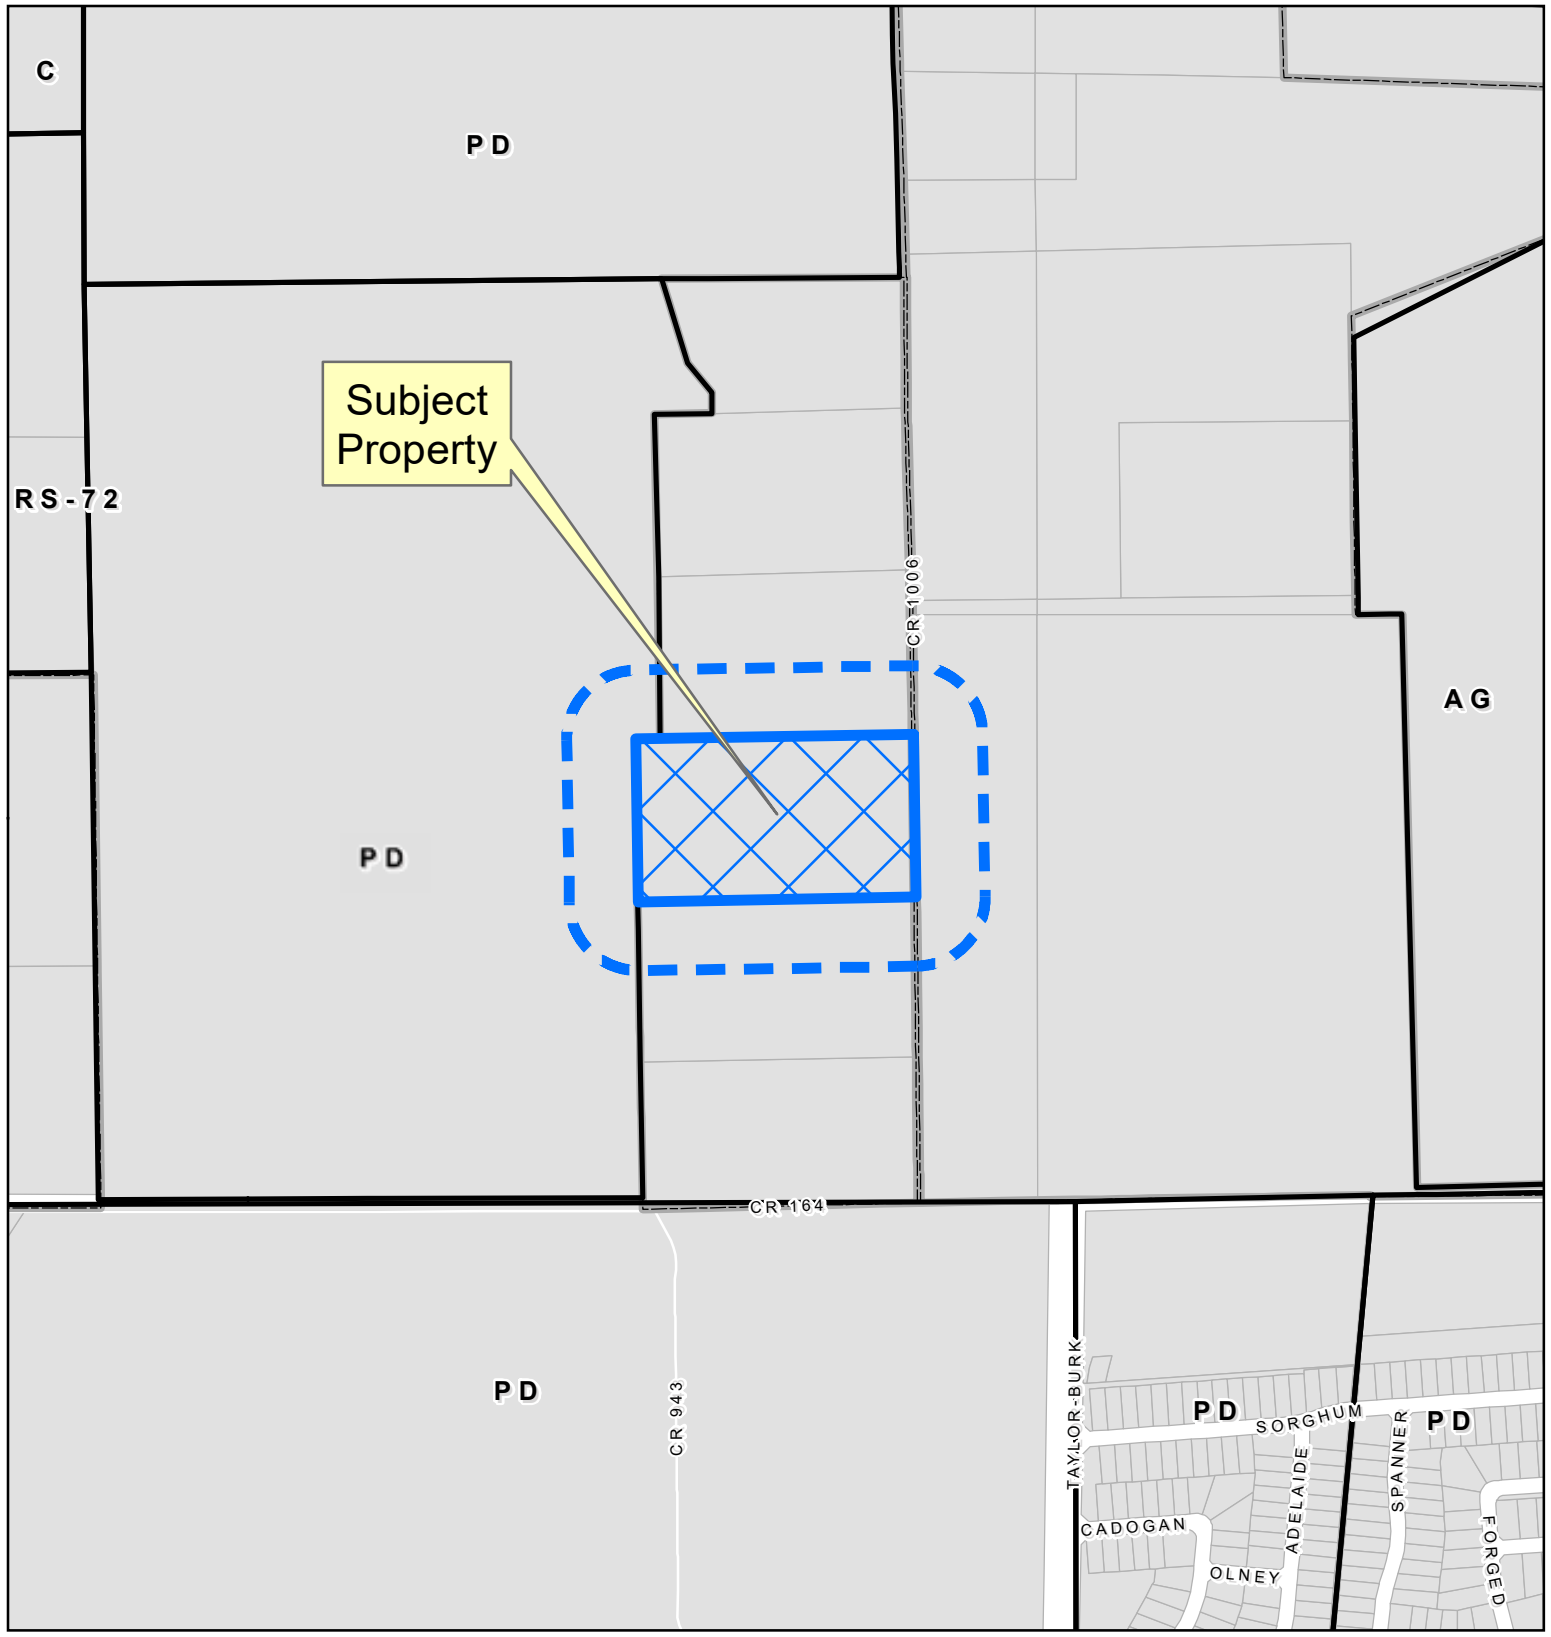 C
PD
Subject
Property
RS-72
CR 1006
AG
PD
CR 164
PD
CR 943
TAYLOR-BURK
PD
SORGHUM
PD
SPANNER
ADELAIDE
CADOGAN
FORGED
OLNEY